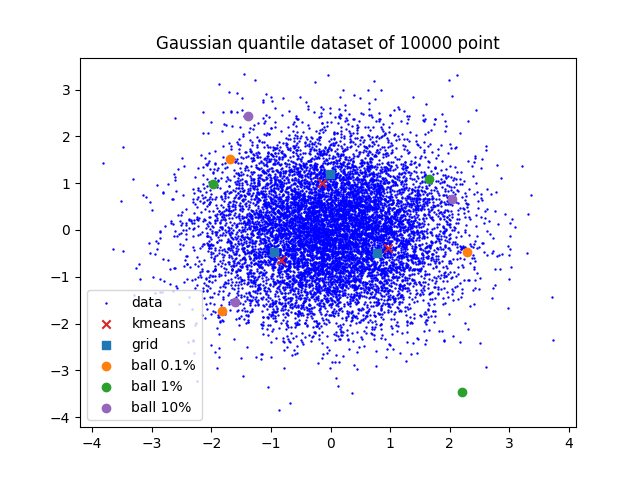 Gaussian quantile dataset of 10000 point
3
2
1
0
−1
−2
−3
−4
data
kmeans
grid
ball 0.1%
ball 1%
ball 10%
−4 −3 −2 −1 0 1 2 3 4